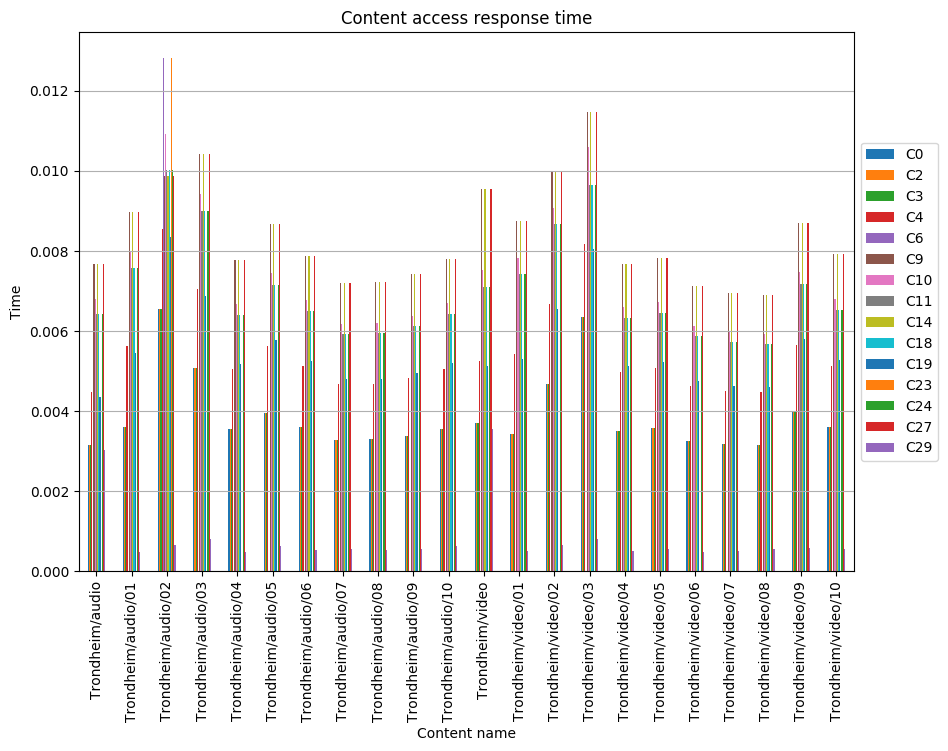 Content access response time
Time
0.012
0.010
0.008
0.006
0.004
0.002
0.000
C0
C2
C3
C4
C6
C9
C10
C11
C14
C18
C19
C23
C24
C27
C29
Trondheim/audio
Trondheim/audio/01
Trondheim/audio/02
Trondheim/audio/03
Trondheim/audio/04
Trondheim/audio/05
Trondheim/audio/06
Trondheim/audio/07
Trondheim/audio/08
Trondheim/audio/09
Trondheim/audio/10
Trondheim/video
Trondheim/video/01
Trondheim/video/02
Trondheim/video/03
Trondheim/video/04
Trondheim/video/05
Trondheim/video/06
Trondheim/video/07
Trondheim/video/08
Trondheim/video/09
Trondheim/video/10
Content name